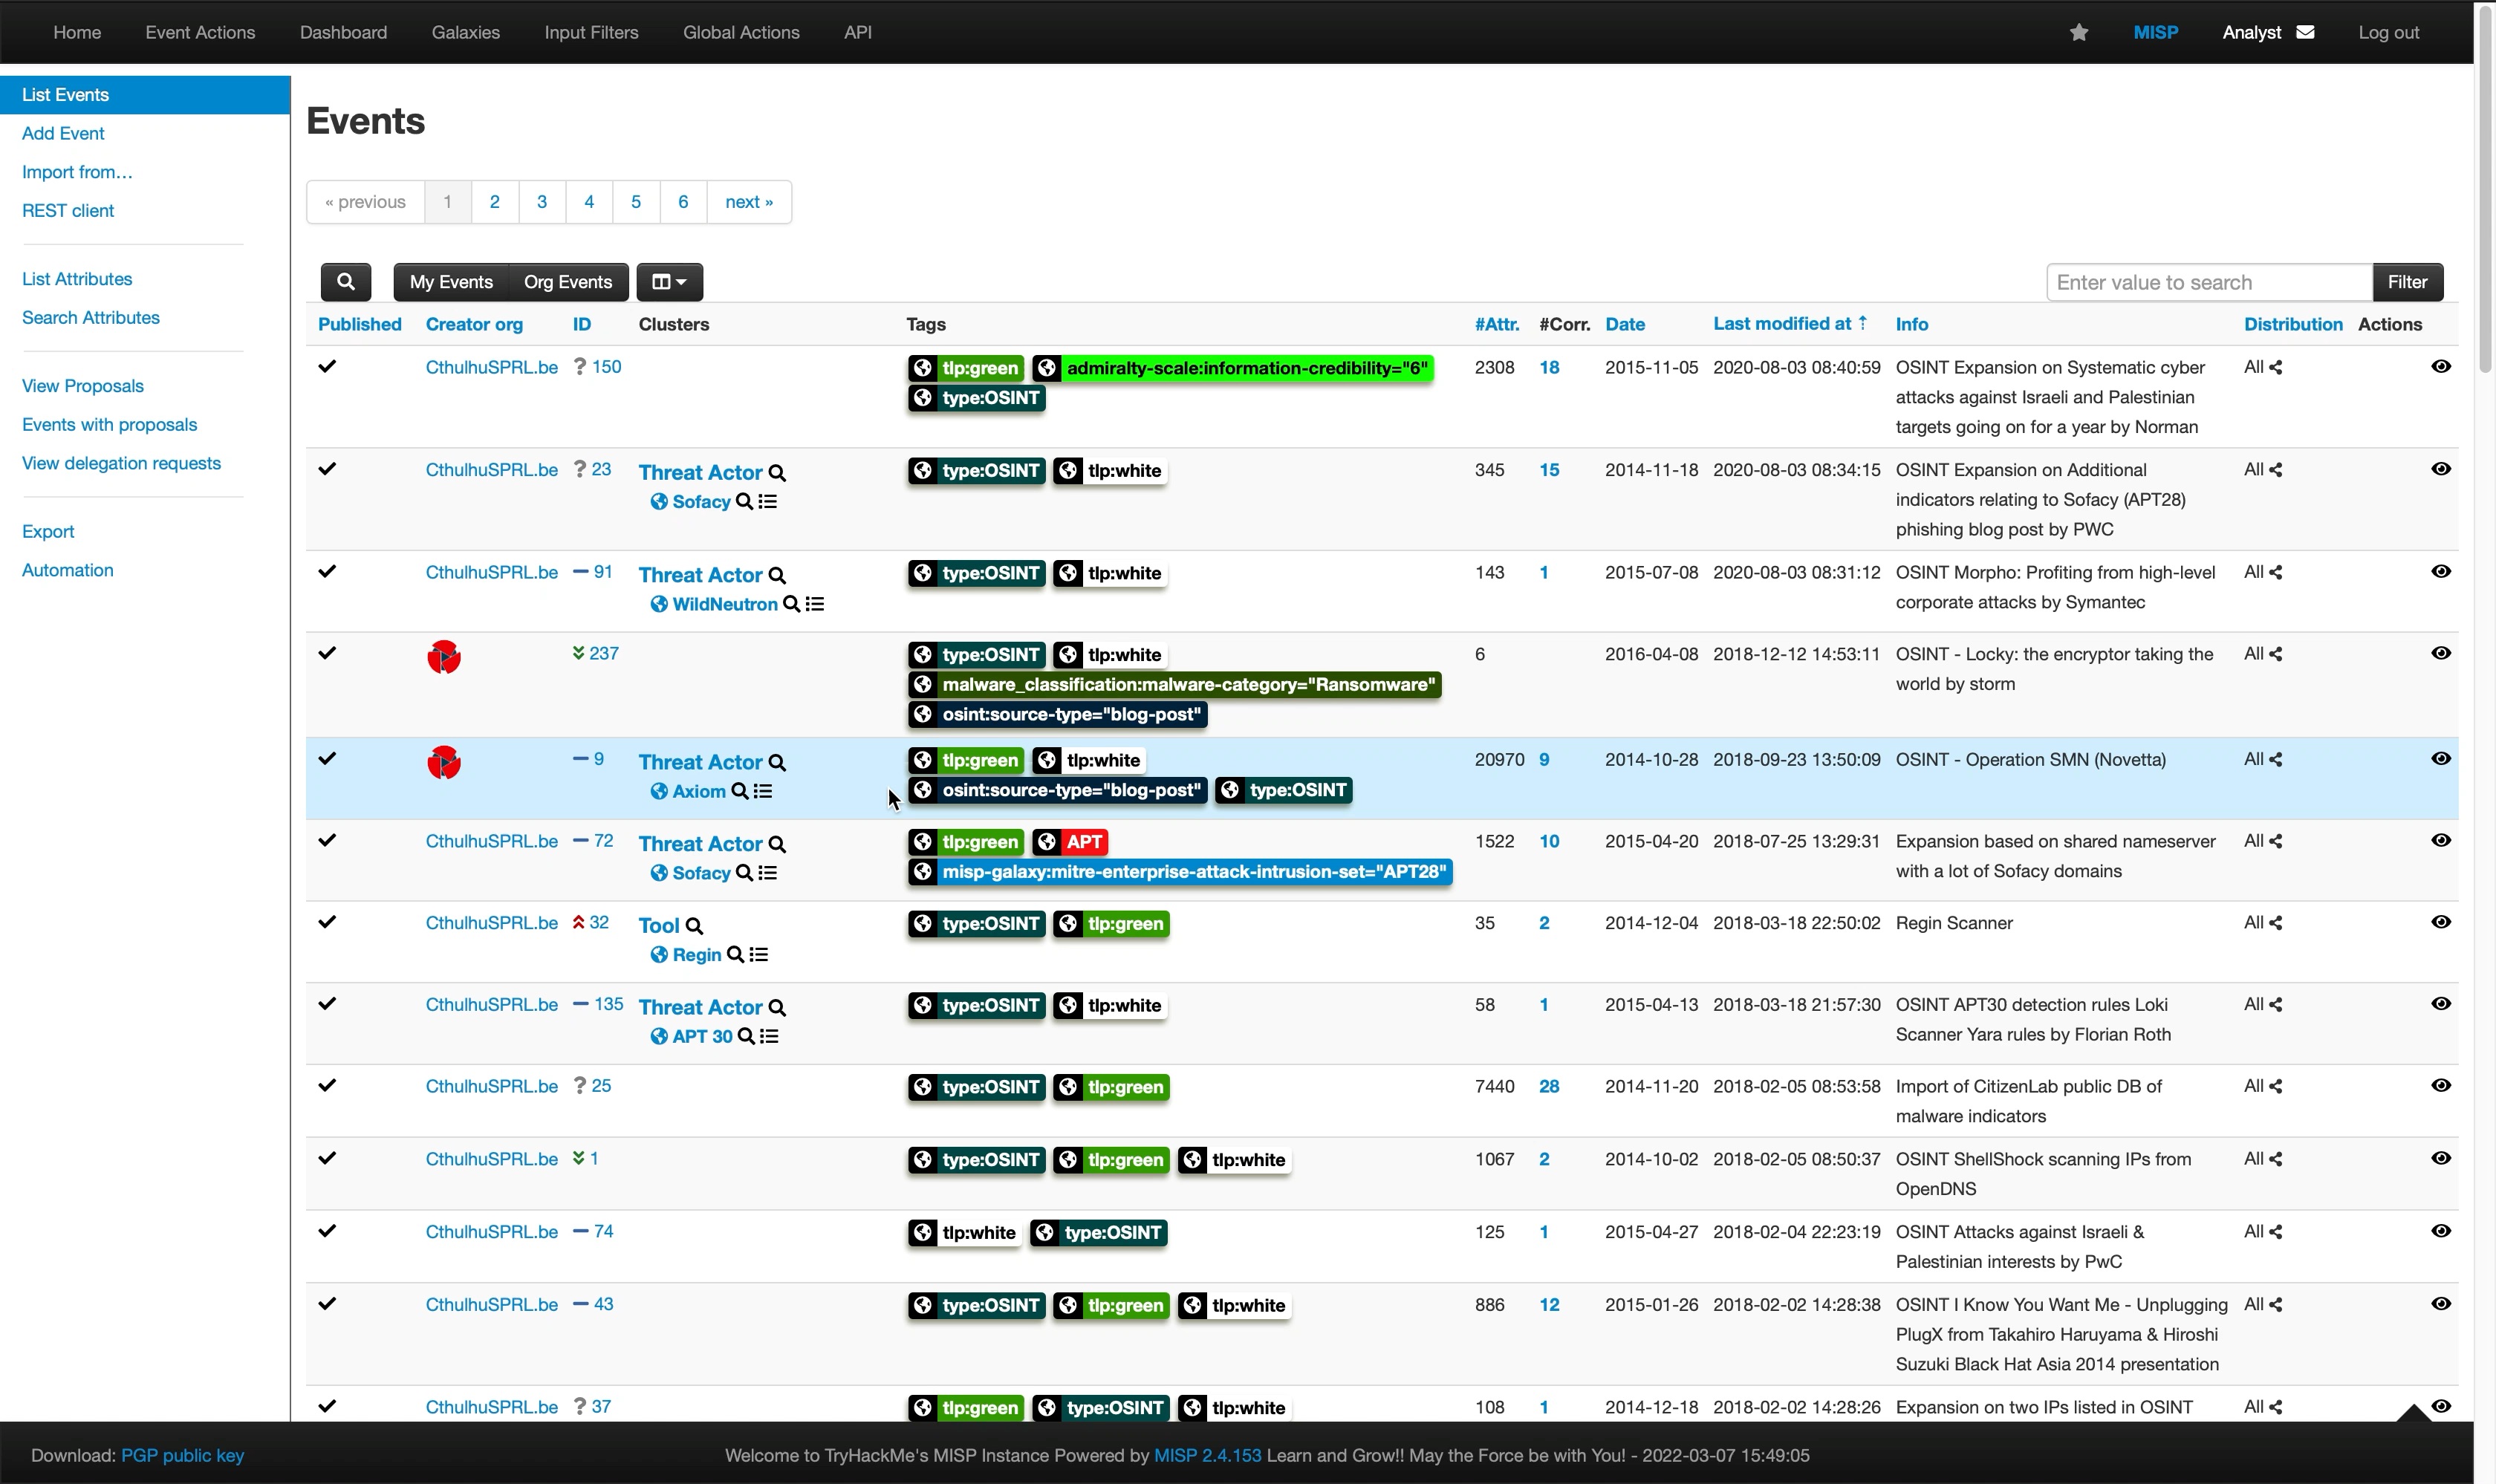 Home Event Actions Dashboard Galaxies Input Filters Global Actions API MISP Analyst Log out
List Events
Add Event
Import from…
REST client
List Attributes
Search Attributes
View Proposals
Events with proposals
View delegation requests
Export
Automation
Events
« previous 1 2 3 4 5 6 next »
My Events Org Events Enter value to search Filter
Published Creator org ID Clusters Tags #Attr. #Corr. Date Last modified at ↑ Info Distribution Actions
CthulhuSPRL.be ? 150 tlp:green admiralty-scale:information-credibility="6" 2308 18 2015-11-05 2020-08-03 08:40:59 OSINT Expansion on Systematic cyber All
type:OSINT attacks against Israeli and Palestinian
targets going on for a year by Norman
CthulhuSPRL.be ? 23 Threat Actor type:OSINT tlp:white 345 15 2014-11-18 2020-08-03 08:34:15 OSINT Expansion on Additional All
Sofacy indicators relating to Sofacy (APT28)
phishing blog post by PWC
CthulhuSPRL.be 91 Threat Actor type:OSINT tlp:white 143 1 2015-07-08 2020-08-03 08:31:12 OSINT Morpho: Profiting from high-level All
WildNeutron corporate attacks by Symantec
237 type:OSINT tlp:white 6 2016-04-08 2018-12-12 14:53:11 OSINT - Locky: the encryptor taking the All
malware_classification:malware-category="Ransomware" world by storm
osint:source-type="blog-post"
9 Threat Actor tlp:green tlp:white 20970 9 2014-10-28 2018-09-23 13:50:09 OSINT - Operation SMN (Novetta) All
Axiom osint:source-type="blog-post" type:OSINT
CthulhuSPRL.be 72 Threat Actor tlp:green APT 1522 10 2015-04-20 2018-07-25 13:29:31 Expansion based on shared nameserver All
Sofacy misp-galaxy:mitre-enterprise-attack-intrusion-set="APT28" with a lot of Sofacy domains
CthulhuSPRL.be 32 Tool type:OSINT tlp:green 35 2 2014-12-04 2018-03-18 22:50:02 Regin Scanner All
Regin
CthulhuSPRL.be 135 Threat Actor type:OSINT tlp:white 58 1 2015-04-13 2018-03-18 21:57:30 OSINT APT30 detection rules Loki All
APT 30 Scanner Yara rules by Florian Roth
CthulhuSPRL.be ? 25 type:OSINT tlp:green 7440 28 2014-11-20 2018-02-05 08:53:58 Import of CitizenLab public DB of All
malware indicators
CthulhuSPRL.be 1 type:OSINT tlp:green tlp:white 1067 2 2014-10-02 2018-02-05 08:50:37 OSINT ShellShock scanning IPs from All
OpenDNS
CthulhuSPRL.be 74 tlp:white type:OSINT 125 1 2015-04-27 2018-02-04 22:23:19 OSINT Attacks against Israeli & All
Palestinian interests by PwC
CthulhuSPRL.be 43 type:OSINT tlp:green tlp:white 886 12 2015-01-26 2018-02-02 14:28:38 OSINT I Know You Want Me - Unplugging All
PlugX from Takahiro Haruyama & Hiroshi
Suzuki Black Hat Asia 2014 presentation
CthulhuSPRL.be ? 37 tlp:green type:OSINT tlp:white 108 1 2014-12-18 2018-02-02 14:28:26 Expansion on two IPs listed in OSINT All
Download: PGP public key Welcome to TryHackMe's MISP Instance Powered by MISP 2.4.153 Learn and Grow!! May the Force be with You! - 2022-03-07 15:49:05